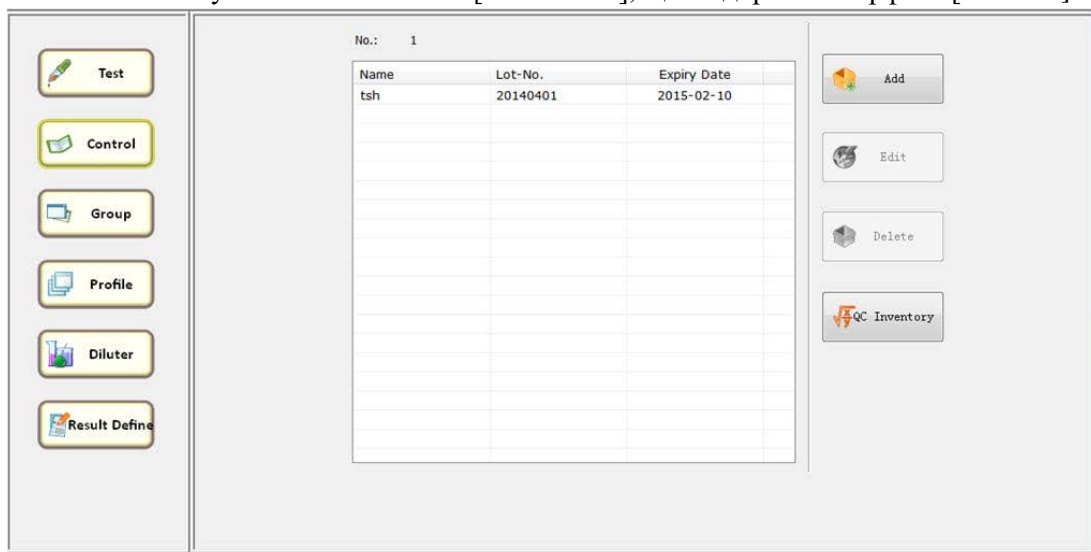 No.: 1
Test
Control
Group
Profile
Diluter
Result Define
Name Lot-No. Expiry Date
tsh 20140401 2015-02-10
Add
Edit
Delete
QC Inventory